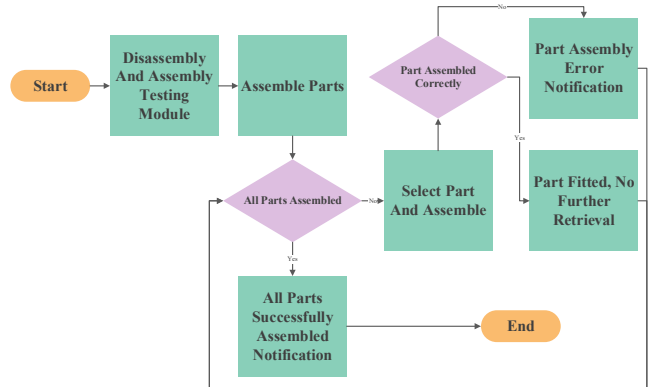 Start
Disassembly
And Assembly
Testing
Module
Assemble Parts
Part Assembled
Correctly
No
Part Assembly
Error
Notification
Yes
All Parts Assembled
No
Select Part
And Assemble
Part Fitted, No
Further
Retrieval
Yes
All Parts
Successfully
Assembled
Notification
End